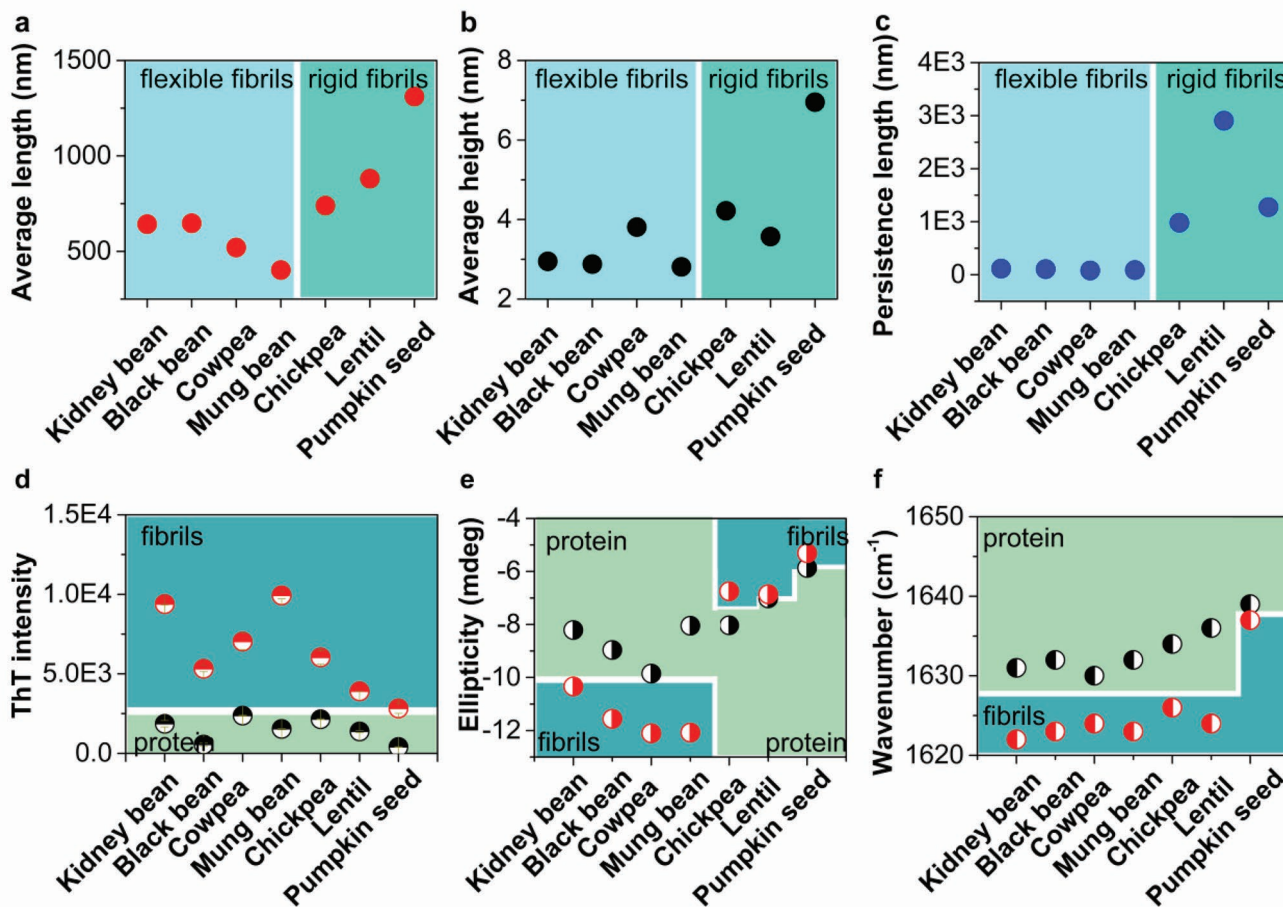 a
Average length (nm)
1500
1000
500
flexible fibrils
rigid fibrils
Kidney bean
Black bean
Cowpea
Mung bean
Chickpea
Lentil
Pumpkin seed
b
Average height (nm)
8
6
4
2
flexible fibrils
rigid fibrils
Kidney bean
Black bean
Cowpea
Mung bean
Chickpea
Lentil
Pumpkin seed
c
Persistence length (nm)
4E3
3E3
2E3
1E3
0
flexible fibrils
rigid fibrils
Kidney bean
Black bean
Cowpea
Mung bean
Chickpea
Lentil
Pumpkin seed
d
ThT intensity
1.5E4
1.0E4
5.0E3
0.0
fibrils
protein
Kidney bean
Black bean
Cowpea
Mung bean
Chickpea
Lentil
Pumpkin seed
e
Ellipticity (mdeg)
-4
-6
-8
-10
-12
protein
fibrils
fibrils
protein
Kidney bean
Black bean
Cowpea
Mung bean
Chickpea
Lentil
Pumpkin seed
f
Wavenumber (cm⁻¹)
1650
1640
1630
1620
protein
fibrils
Kidney bean
Black bean
Cowpea
Mung bean
Chickpea
Lentil
Pumpkin seed